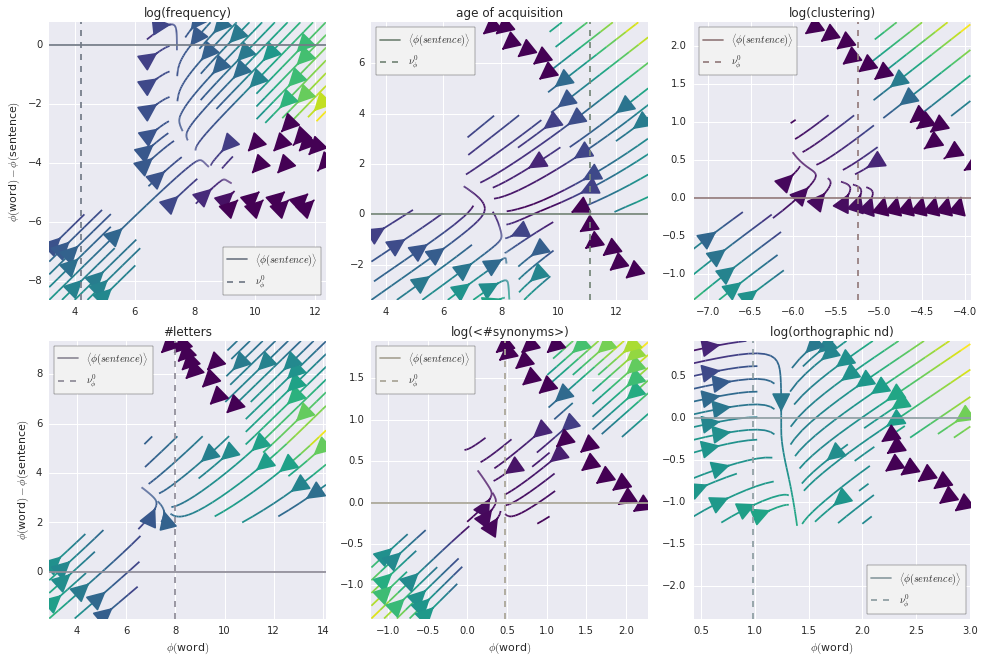 log(frequency)
0
−2
−4
−6
−8
4 6 8 10 12
ϕ(word) − ϕ(sentence)
⟨ϕ(sentence)⟩
ν⁰_ϕ
age of acquisition
6
4
2
0
−2
4 6 8 10 12
⟨ϕ(sentence)⟩
ν⁰_ϕ
log(clustering)
2.0
1.5
1.0
0.5
0.0
−0.5
−1.0
−7.0 −6.5 −6.0 −5.5 −5.0 −4.5 −4.0
⟨ϕ(sentence)⟩
ν⁰_ϕ
#letters
8
6
4
2
0
4 6 8 10 12 14
ϕ(word) − ϕ(sentence)
ϕ(word)
⟨ϕ(sentence)⟩
ν⁰_ϕ
log(<#synonyms>)
1.5
1.0
0.5
0.0
−0.5
−1.0
−1.0 −0.5 0.0 0.5 1.0 1.5 2.0
ϕ(word)
⟨ϕ(sentence)⟩
ν⁰_ϕ
log(orthographic nd)
0.5
0.0
−0.5
−1.0
−1.5
−2.0
0.5 1.0 1.5 2.0 2.5 3.0
ϕ(word)
⟨ϕ(sentence)⟩
ν⁰_ϕ